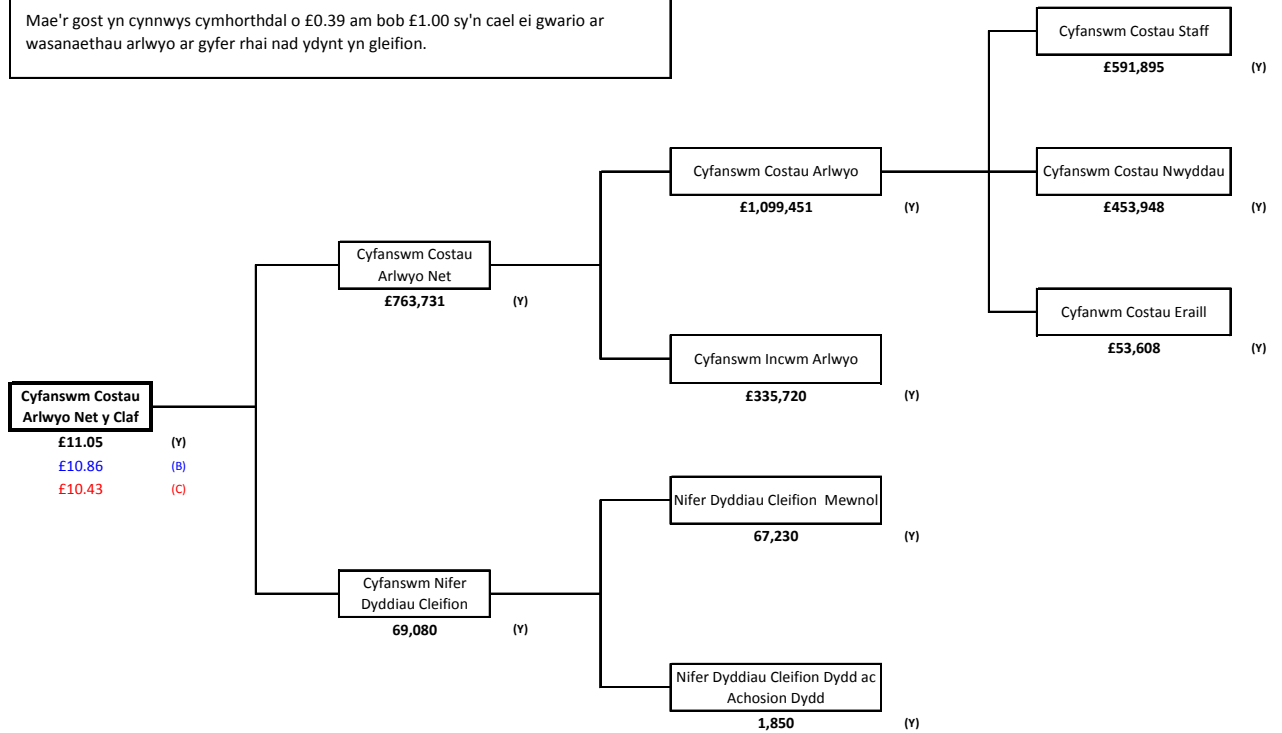 Mae'r gost yn cynnwys cymhorthdal o £0.39 am bob £1.00 sy'n cael ei gwario ar
wasanaethau arlwyo ar gyfer rhai nad ydynt yn gleifion.
Cyfanswm Costau Staff
£591,895 (Y)
Cyfanswm Costau Arlwyo
£1,099,451 (Y)
Cyfanswm Costau Nwyddau
£453,948 (Y)
Cyfanswm Costau
Arlwyo Net
£763,731 (Y)
Cyfanwm Costau Eraill
£53,608 (Y)
Cyfanswm Incwm Arlwyo
£335,720 (Y)
Cyfanswm Costau
Arlwyo Net y Claf
£11.05 (Y)
£10.86 (B)
£10.43 (C)
Nifer Dyddiau Cleifion Mewnol
67,230 (Y)
Cyfanswm Nifer
Dyddiau Cleifion
69,080 (Y)
Nifer Dyddiau Cleifion Dydd ac
Achosion Dydd
1,850 (Y)